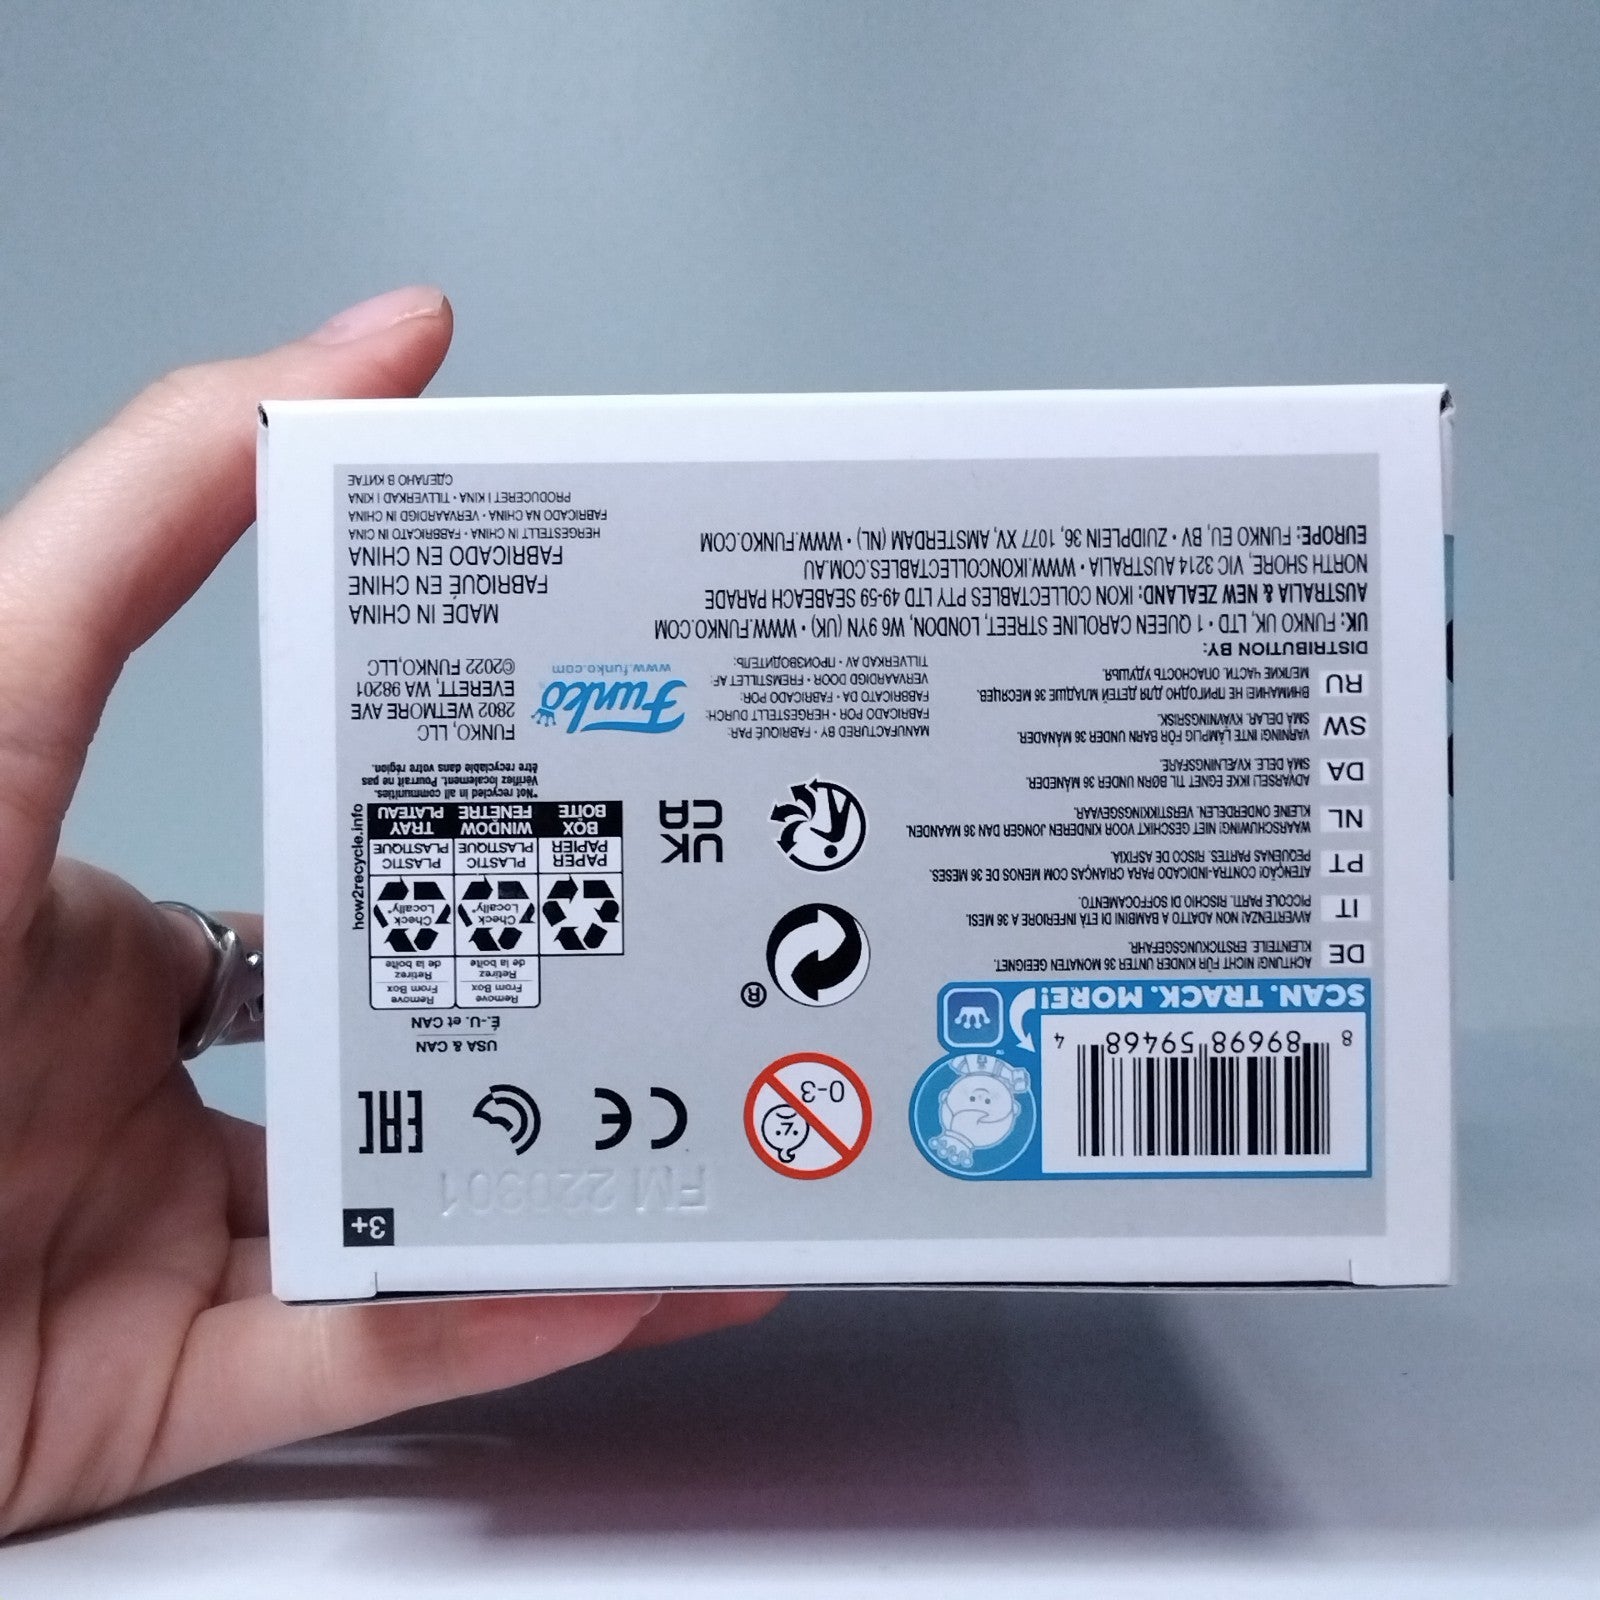 3+
FM 220301
8 89698 59468 4
SCAN. TRACK. MORE!
0-3
CE
EAC
USA & CAN
É.-U. et CAN
Remove
From Box
Retirez
de la boîte
Remove
From Box
Retirez
de la boîte
Check
Locally*
Check
Locally*
PAPER
PAPIER
BOX
BOÎTE
PLASTIC
PLASTIQUE
WINDOW
FENÊTRE
PLASTIC
PLASTIQUE
TRAY
PLATEAU
how2recycle.info
*Not recycled in all communities.
Vérifiez localement. Pourrait ne pas
être recyclable dans votre région.
®
UK
CA
DE
ACHTUNG! NICHT FÜR KINDER UNTER 36 MONATEN GEEIGNET.
KLEINTEILE. ERSTICKUNGSGEFAHR.
IT
AVVERTENZA! NON ADATTO A BAMBINI DI ETÀ INFERIORE A 36 MESI.
PICCOLE PARTI. RISCHIO DI SOFFOCAMENTO.
PT
ATENÇÃO! CONTRA-INDICADO PARA CRIANÇAS COM MENOS DE 36 MESES.
PEQUENAS PARTES. RISCO DE ASFIXIA.
NL
WAARSCHUWING! NIET GESCHIKT VOOR KINDEREN JONGER DAN 36 MAANDEN.
KLEINE ONDERDELEN. VERSTIKKINGSGEVAAR.
DA
ADVARSEL! IKKE EGNET TIL BØRN UNDER 36 MÅNEDER.
SMÅ DELE. KVÆLNINGSFARE.
SW
VARNING! INTE LÄMPLIG FÖR BARN UNDER 36 MÅNADER.
SMÅ DELAR. KVÄVNINGSRISK.
RU
ВНИМАНИЕ! НЕ ПРИГОДНО ДЛЯ ДЕТЕЙ МЛАДШЕ 36 МЕСЯЦЕВ.
МЕЛКИЕ ЧАСТИ. ОПАСНОСТЬ УДУШЬЯ.
MANUFACTURED BY • FABRIQUÉ PAR:
FABRICADO POR • HERGESTELLT DURCH:
FABBRICATO DA • FABRICADO POR:
VERVAARDIGD DOOR • FREMSTILLET AF:
TILLVERKAD AV • ПРОИЗВОДИТЕЛЬ:
Funko
www.funko.com
FUNKO, LLC
2802 WETMORE AVE
EVERETT, WA 98201
©2022 FUNKO,LLC
DISTRIBUTION BY:
UK: FUNKO UK, LTD • 1 QUEEN CAROLINE STREET, LONDON, W6 9YN (UK) • WWW.FUNKO.COM
AUSTRALIA & NEW ZEALAND: IKON COLLECTABLES PTY LTD 49-59 SEABEACH PARADE
NORTH SHORE, VIC 3214 AUSTRALIA • WWW.IKONCOLLECTABLES.COM.AU
EUROPE: FUNKO EU, BV • ZUIDPLEIN 36, 1077 XV, AMSTERDAM (NL) • WWW.FUNKO.COM
MADE IN CHINA
FABRIQUÉ EN CHINE
FABRICADO EN CHINA
HERGESTELLT IN CHINA • FABBRICATO IN CINA
FABRICADO NA CHINA • VERVAARDIGD IN CHINA
PRODUCERET I KINA • TILLVERKAD I KINA
СДЕЛАНО В КИТАЕ